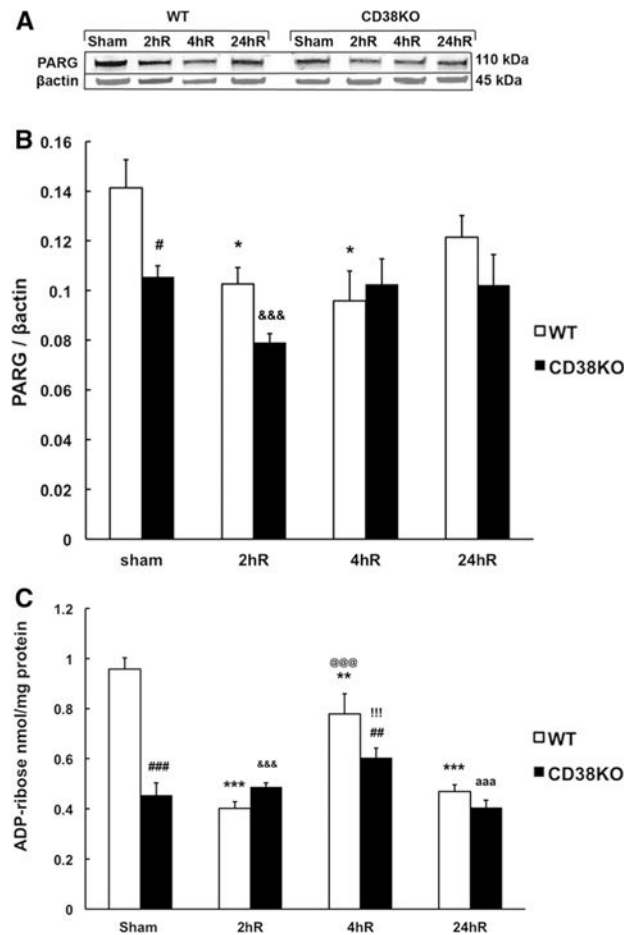 A
WT CD38KO
Sham 2hR 4hR 24hR Sham 2hR 4hR 24hR
PARG 110 kDa
βactin 45 kDa
B
PARG / βactin
0.16
0.14
0.12
0.1
0.08
0.06
0.04
0.02
0
#
*
&&&
*
WT
CD38KO
sham 2hR 4hR 24hR
C
ADP-ribose nmol/mg protein
1.2
1
0.8
0.6
0.4
0.2
0
###
***
&&&
@@@
**
!!!
##
***
aaa
WT
CD38KO
Sham 2hR 4hR 24hR